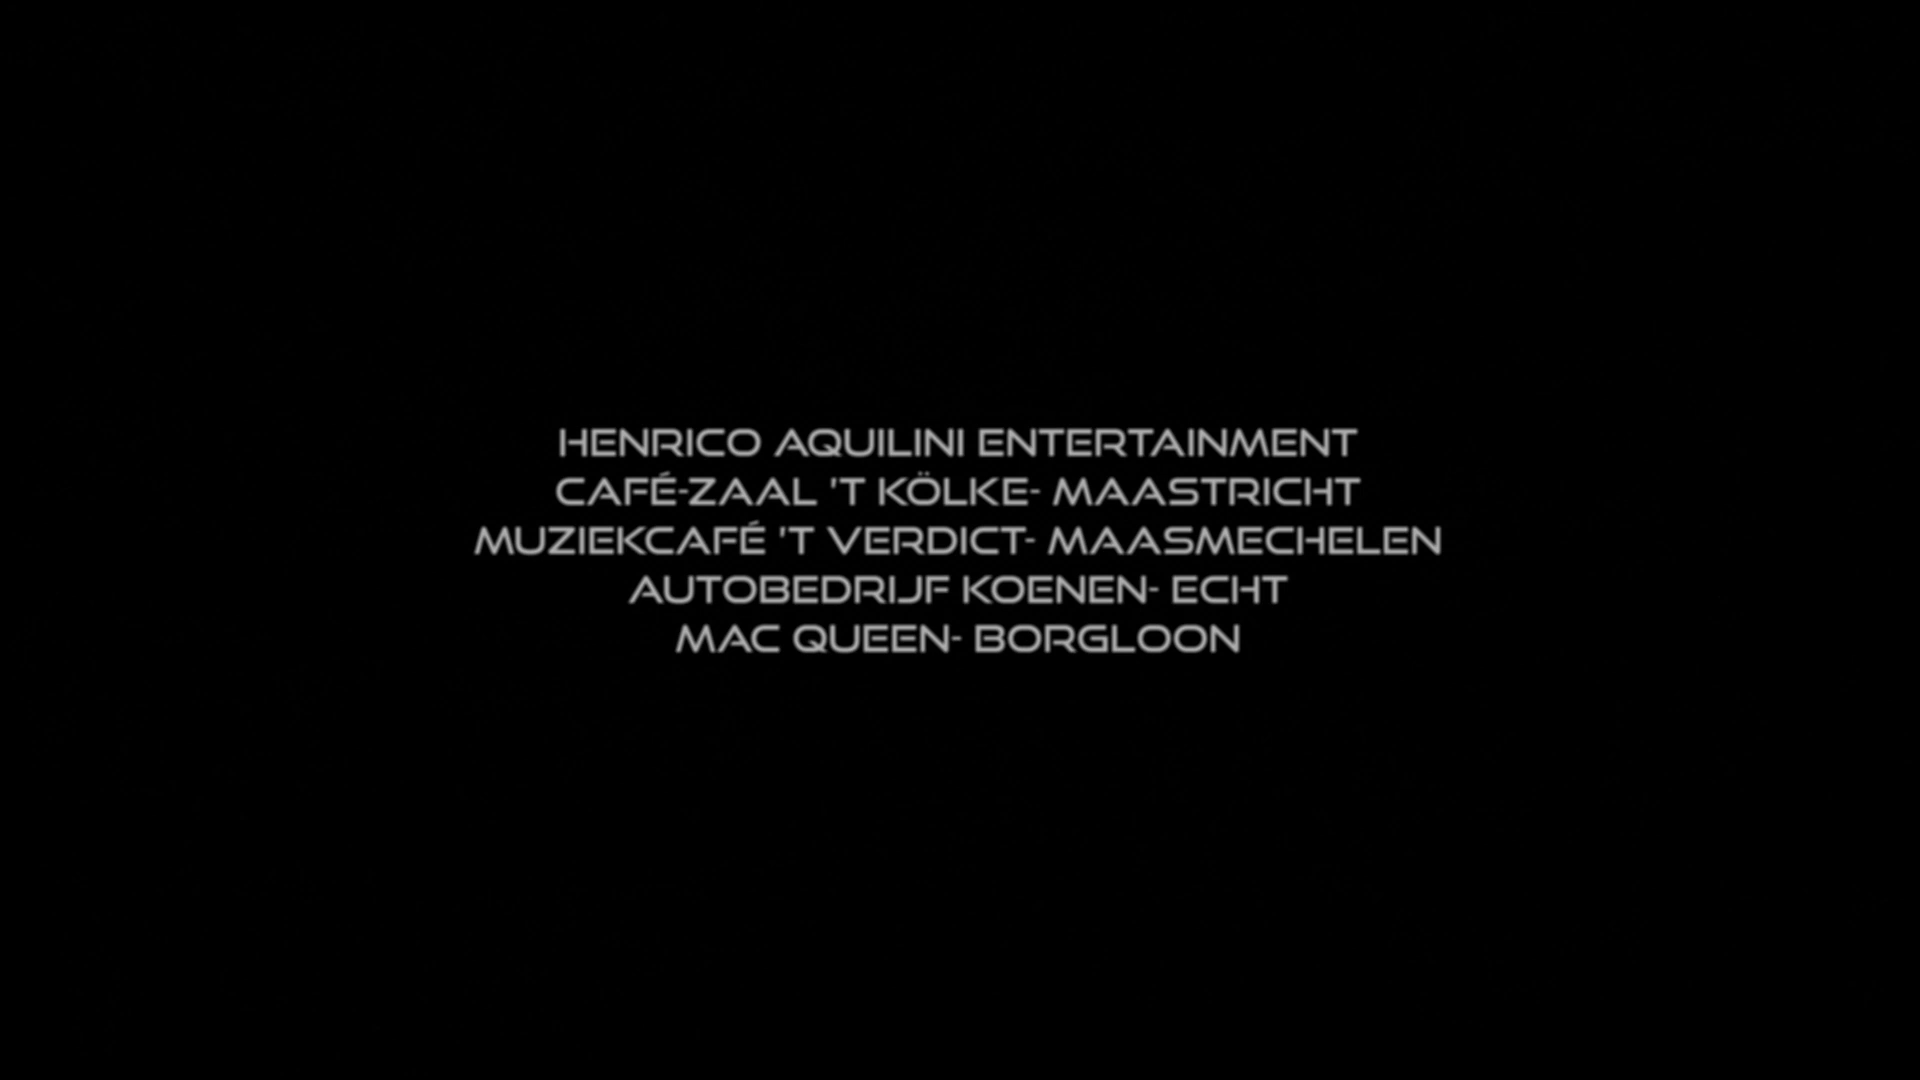 HENRICO AQUILINI ENTERTAINMENT
CAFÉ-ZAAL 'T KÖLKE- MAASTRICHT
MUZIEKCAFÉ 'T VERDICT- MAASMECHELEN
AUTOBEDRIJF KOENEN- ECHT
MAC QUEEN- BORGLOON